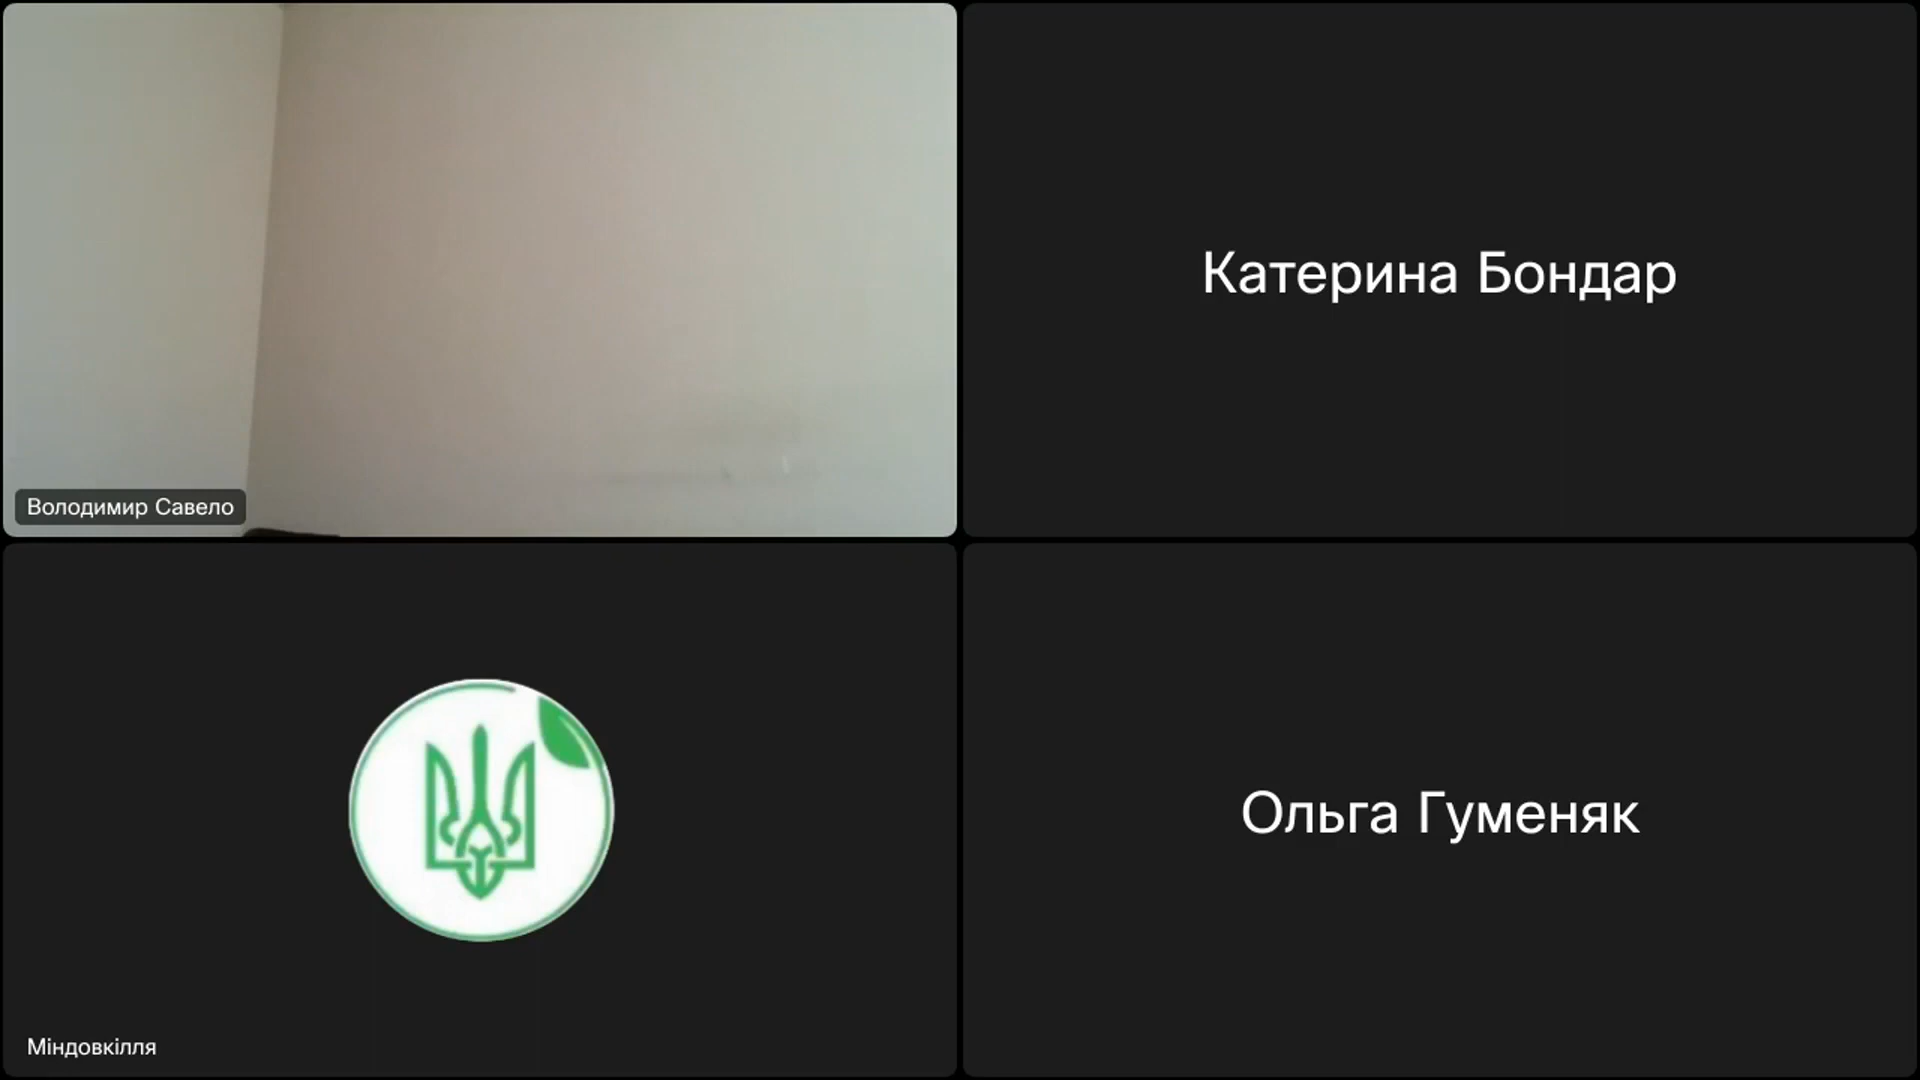 Володимир Савело
Катерина Бондар
Міндовкілля
Ольга Гуменяк